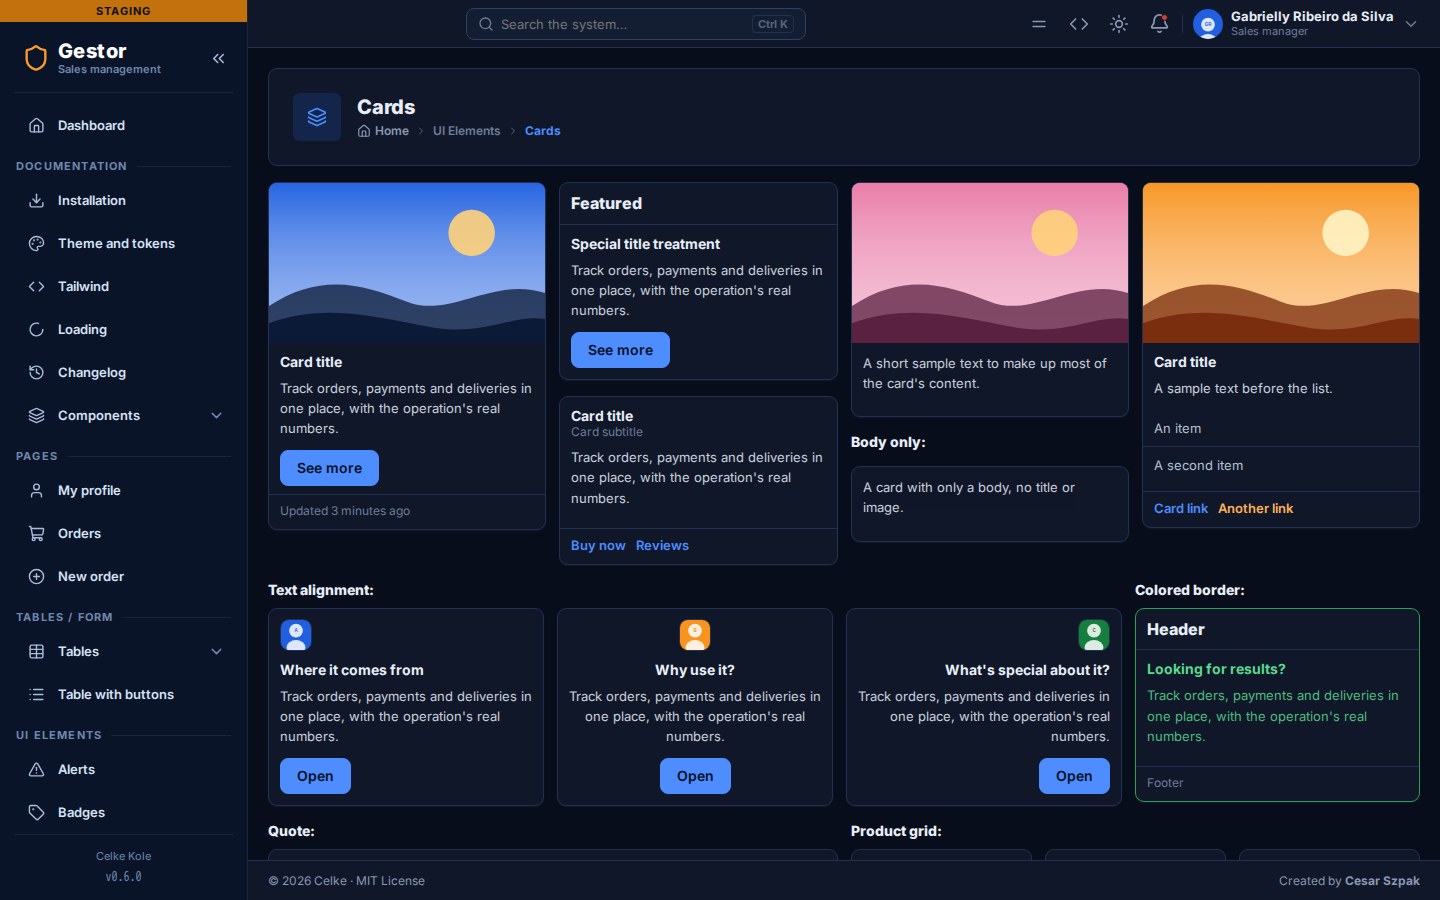 STAGING
Gestor
Sales management
Dashboard
DOCUMENTATION
Installation
Theme and tokens
Tailwind
Loading
Changelog
Components
PAGES
My profile
Orders
New order
TABLES / FORM
Tables
Table with buttons
UI ELEMENTS
Alerts
Badges
Celke Kole
v0.6.0
Search the system...
Ctrl K
Gabrielly Ribeiro da Silva
Sales manager
Cards
Home
UI Elements
Cards
Card title
Track orders, payments and deliveries in
one place, with the operation's real
numbers.
See more
Updated 3 minutes ago
Featured
Special title treatment
Track orders, payments and deliveries in
one place, with the operation's real
numbers.
See more
Card title
Card subtitle
Track orders, payments and deliveries in
one place, with the operation's real
numbers.
Buy now Reviews
A short sample text to make up most of
the card's content.
Body only:
A card with only a body, no title or
image.
Card title
A sample text before the list.
An item
A second item
Card link Another link
Text alignment:
Where it comes from
Track orders, payments and deliveries in
one place, with the operation's real
numbers.
Open
Why use it?
Track orders, payments and deliveries in
one place, with the operation's real
numbers.
Open
What's special about it?
Track orders, payments and deliveries in
one place, with the operation's real
numbers.
Open
Colored border:
Header
Looking for results?
Track orders, payments and deliveries in
one place, with the operation's real
numbers.
Footer
Quote:
Product grid:
© 2026 Celke · MIT License
Created by Cesar Szpak